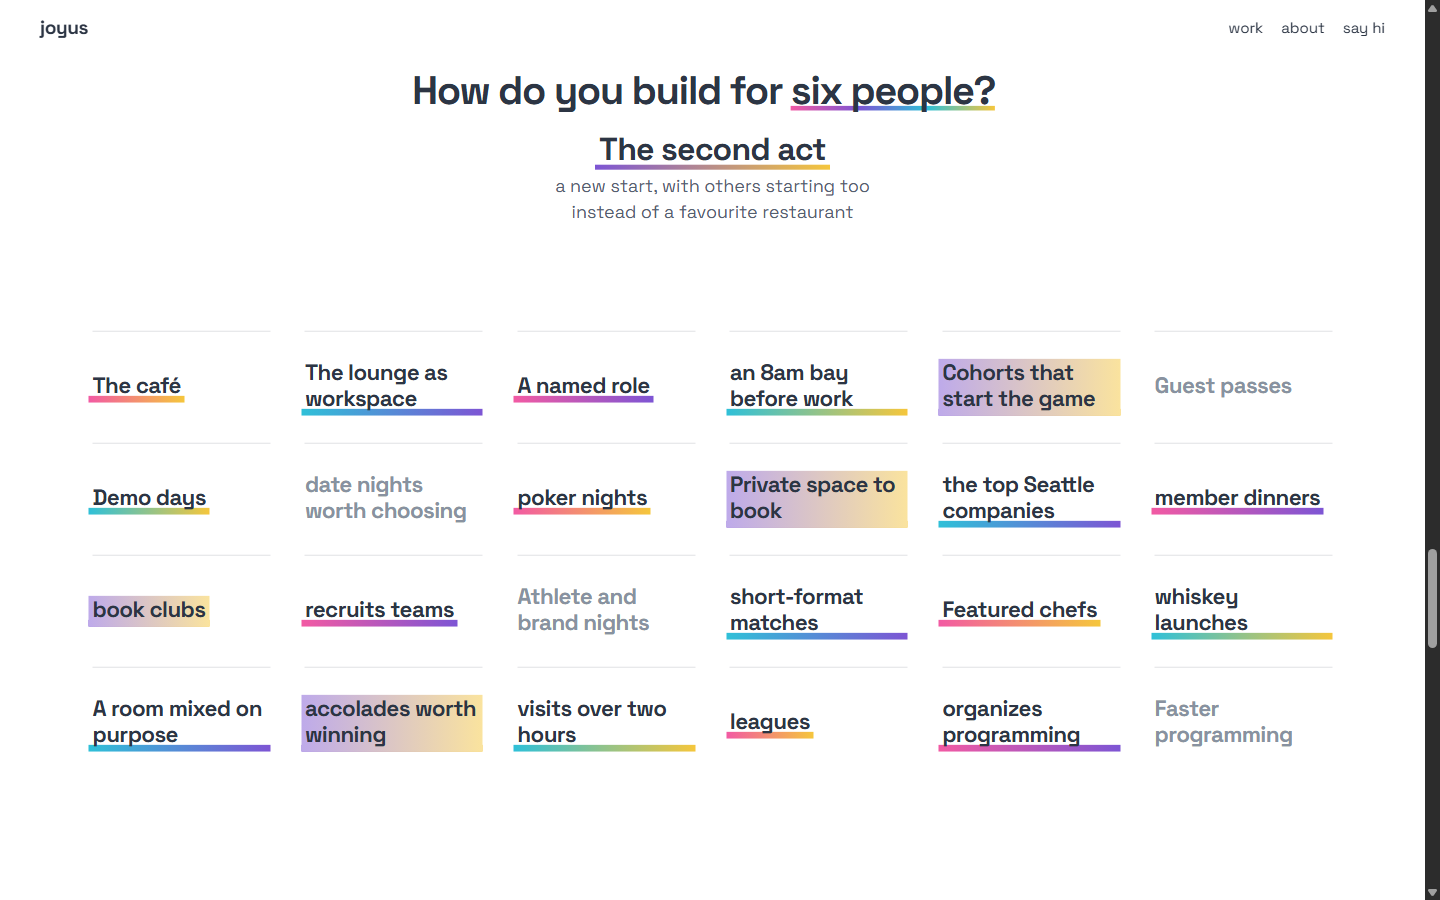 joyus
work about say hi
How do you build for six people?
The second act
a new start, with others starting too
instead of a favourite restaurant
The café
The lounge as
workspace
A named role
an 8am bay
before work
Cohorts that
start the game
Guest passes
Demo days
date nights
worth choosing
poker nights
Private space to
book
the top Seattle
companies
member dinners
book clubs
recruits teams
Athlete and
brand nights
short-format
matches
Featured chefs
whiskey
launches
A room mixed on
purpose
accolades worth
winning
visits over two
hours
leagues
organizes
programming
Faster
programming